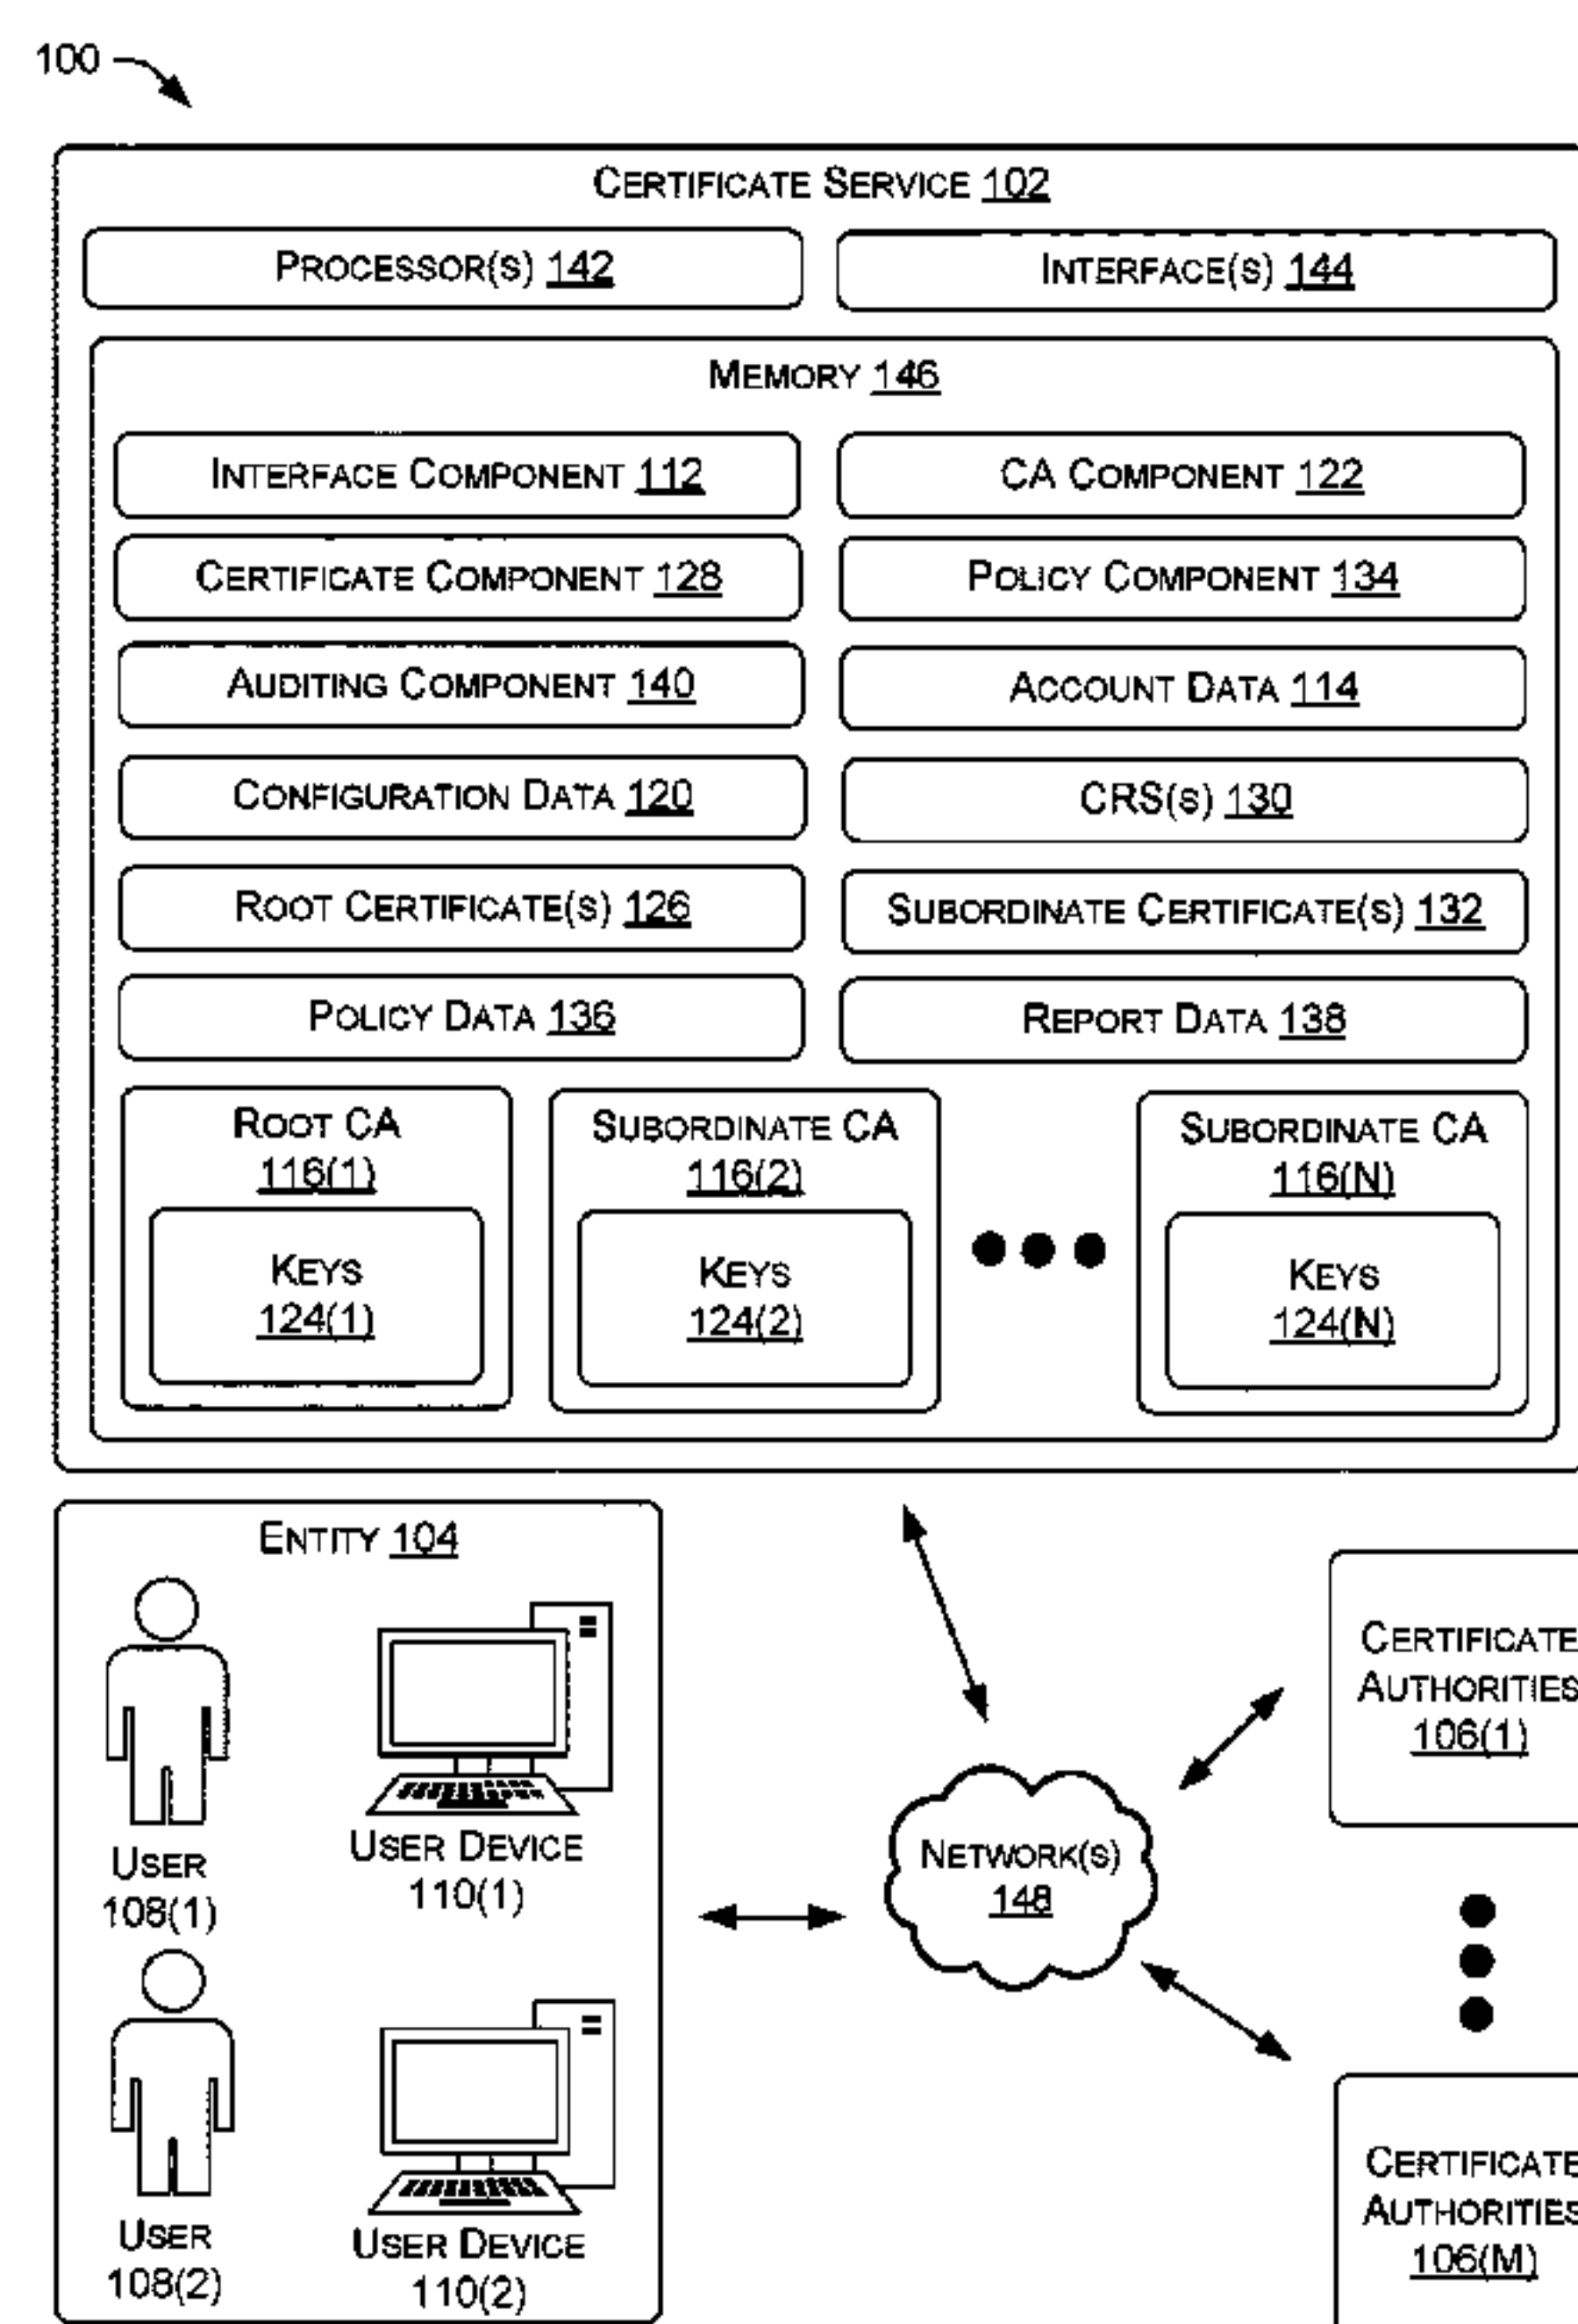 100
CERTIFICATE SERVICE 102
PROCESSOR(S) 142
INTERFACE(S) 144
MEMORY 146
INTERFACE COMPONENT 112
CA COMPONENT 122
CERTIFICATE COMPONENT 128
POLICY COMPONENT 134
AUDITING COMPONENT 140
ACCOUNT DATA 114
CONFIGURATION DATA 120
CRS(S) 130
ROOT CERTIFICATE(S) 126
SUBORDINATE CERTIFICATE(S) 132
POLICY DATA 136
REPORT DATA 138
ROOT CA
116(1)
KEYS
124(1)
SUBORDINATE CA
116(2)
KEYS
124(2)
SUBORDINATE CA
116(N)
KEYS
124(N)
ENTITY 104
USER
108(1)
USER DEVICE
110(1)
USER
108(2)
USER DEVICE
110(2)
NETWORK(S)
148
CERTIFICATE
AUTHORITIES
106(1)
CERTIFICATE
AUTHORITIES
106(M)